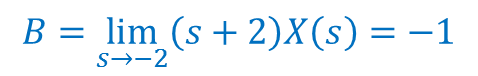 B = lim (s + 2)X(s) = −1
s→−2